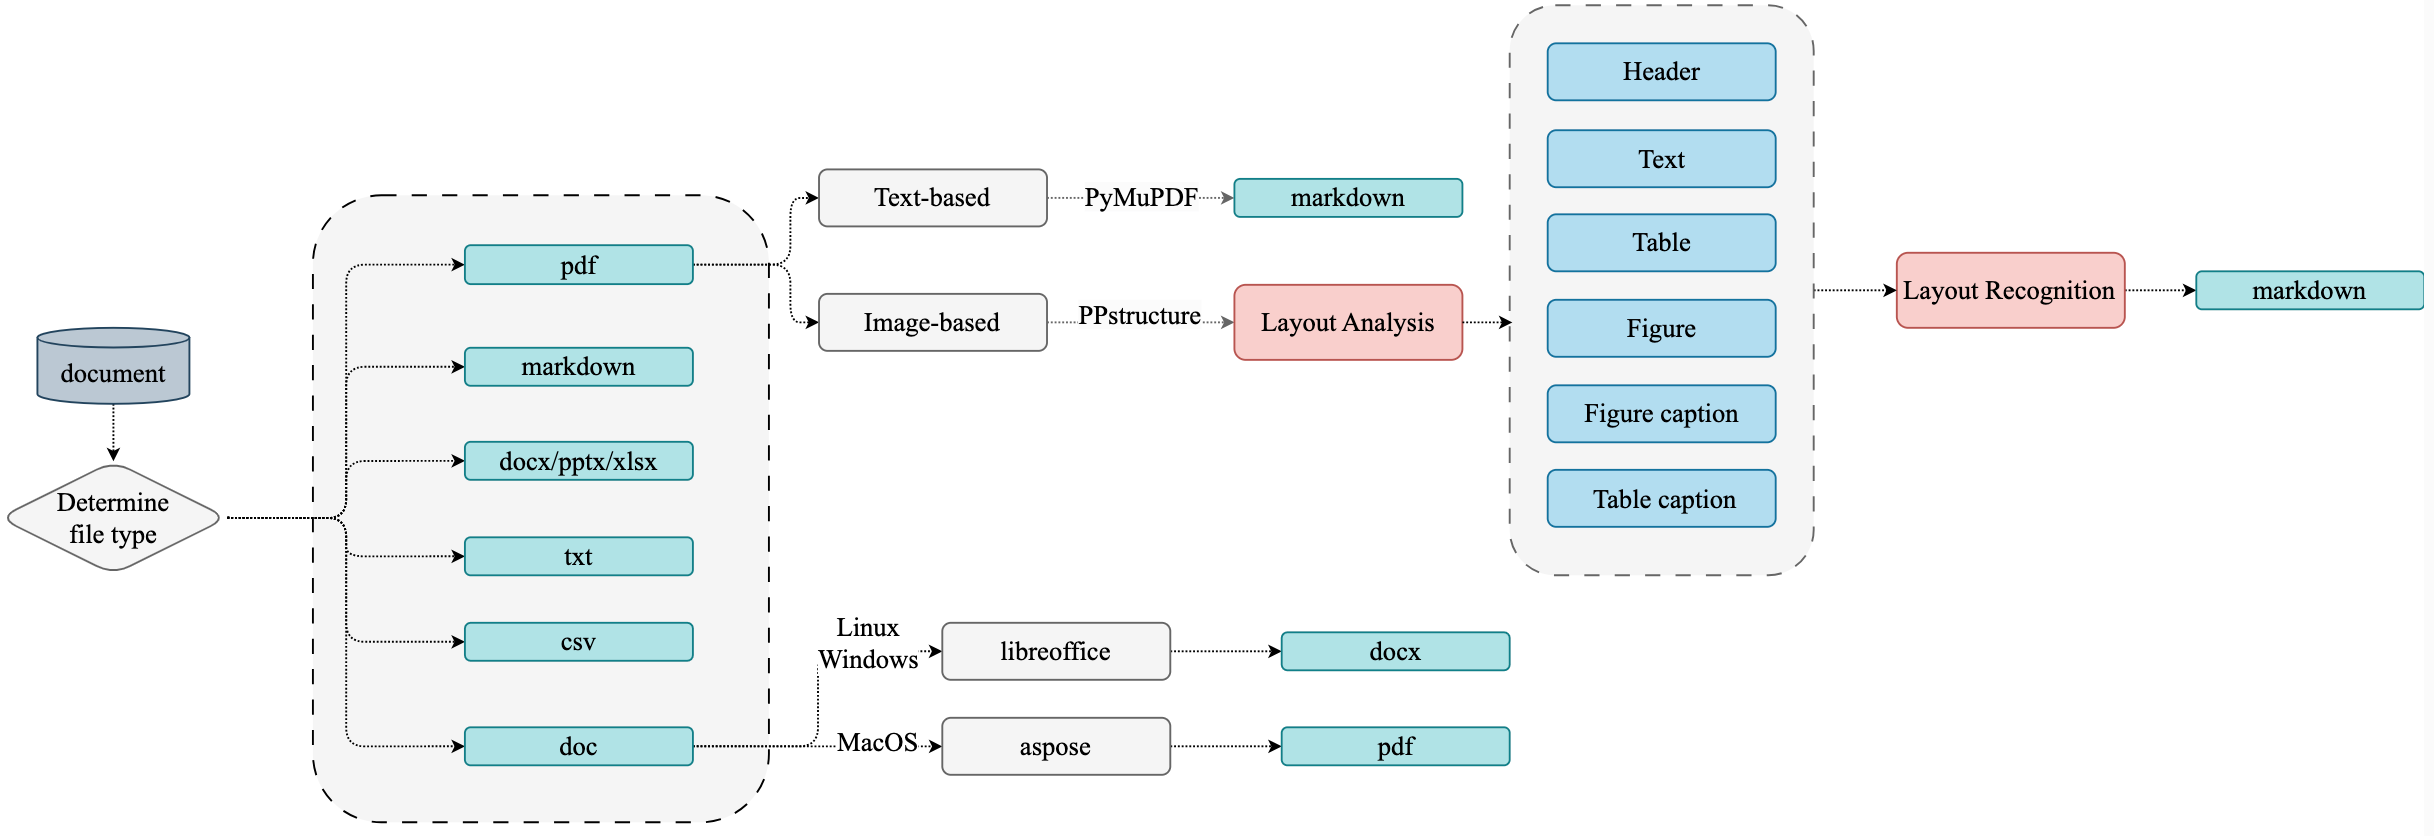 document
Determine
file type
pdf
markdown
docx/pptx/xlsx
txt
csv
doc
Text-based
PyMuPDF
markdown
Image-based
PPstructure
Layout Analysis
Header
Text
Table
Figure
Figure caption
Table caption
Layout Recognition
markdown
Linux
Windows
libreoffice
docx
MacOS
aspose
pdf